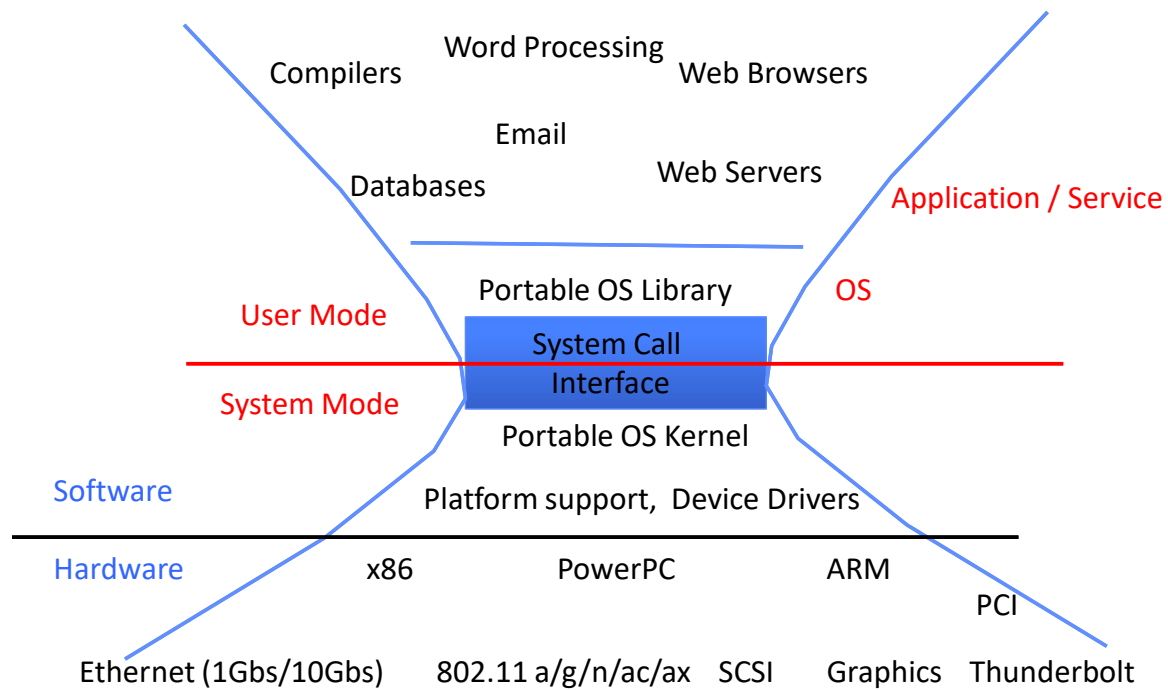 Word Processing
Compilers
Web Browsers
Email
Databases
Web Servers
Application / Service
Portable OS Library
OS
User Mode
System Call
Interface
System Mode
Portable OS Kernel
Software
Platform support, Device Drivers
Hardware
x86
PowerPC
ARM
PCI
Ethernet (1Gbs/10Gbs)
802.11 a/g/n/ac/ax
SCSI
Graphics
Thunderbolt